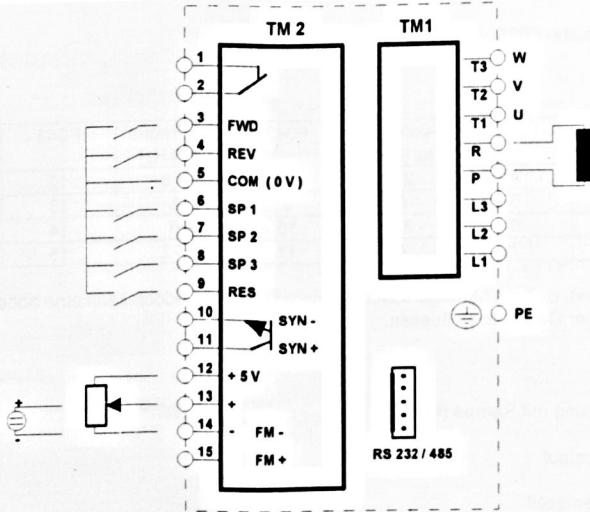 TM 2
TM1
1
2
3 FWD
4 REV
5 COM ( 0 V )
6 SP 1
7 SP 2
8 SP 3
9 RES
10 SYN -
11 SYN +
12 + 5 V
13 +
14 - FM -
15 FM +
+
-
T3 W
T2 V
T1 U
R
P
L3
L2
L1
PE
RS 232 / 485